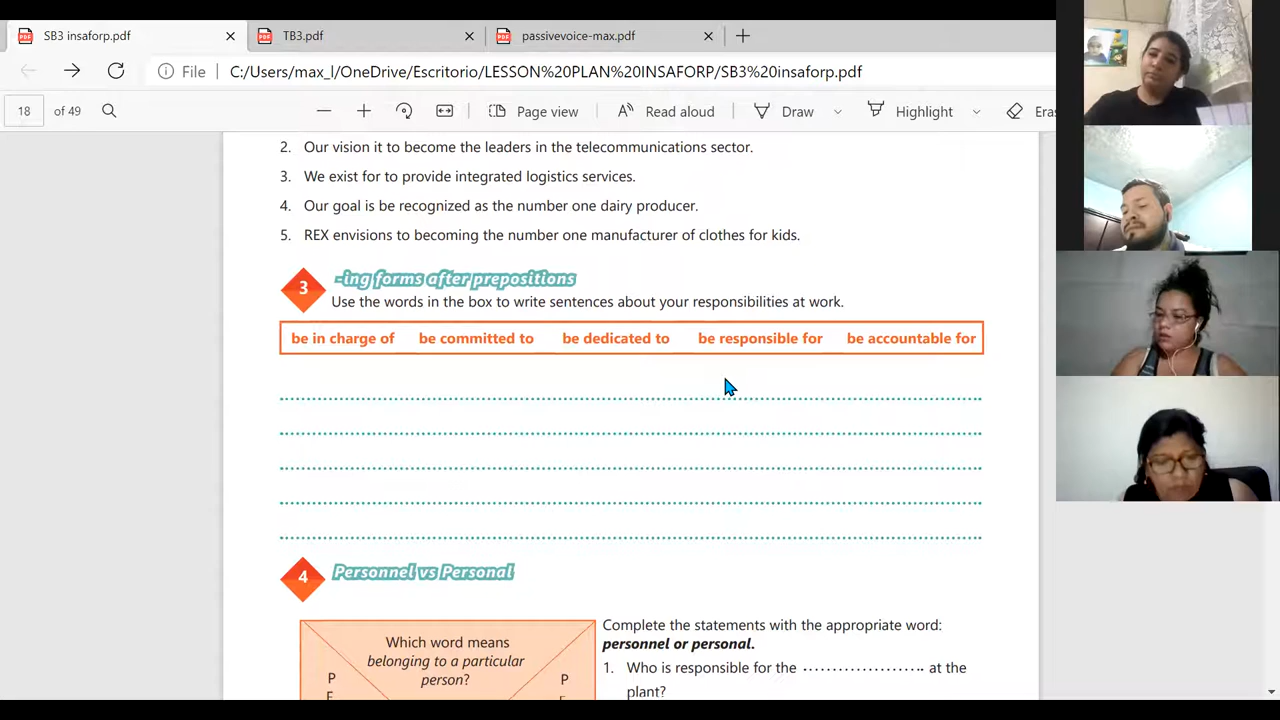 SB3 insaforp.pdf
TB3.pdf
passivevoice-max.pdf
File
C:/Users/max_l/OneDrive/Escritorio/LESSON%20PLAN%20INSAFORP/SB3%20insaforp.pdf
18
of 49
Page view
Read aloud
Draw
Highlight
Eras
2. Our vision it to become the leaders in the telecommunications sector.
3. We exist for to provide integrated logistics services.
4. Our goal is be recognized as the number one dairy producer.
5. REX envisions to becoming the number one manufacturer of clothes for kids.
3
-ing forms after prepositions
Use the words in the box to write sentences about your responsibilities at work.
be in charge of be committed to be dedicated to be responsible for be accountable for
4
Personnel vs Personal
Which word means
belonging to a particular
person?
P
E
P
Complete the statements with the appropriate word:
personnel or personal.
1. Who is responsible for the ........................ at the
plant?